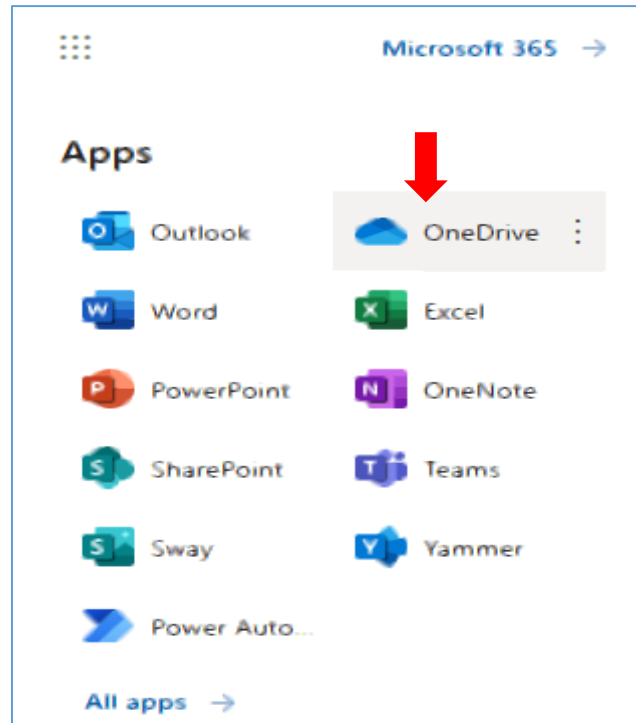 Microsoft 365 →
Apps
Outlook
OneDrive
Word
Excel
PowerPoint
OneNote
SharePoint
Teams
Sway
Yammer
Power Auto...
All apps →